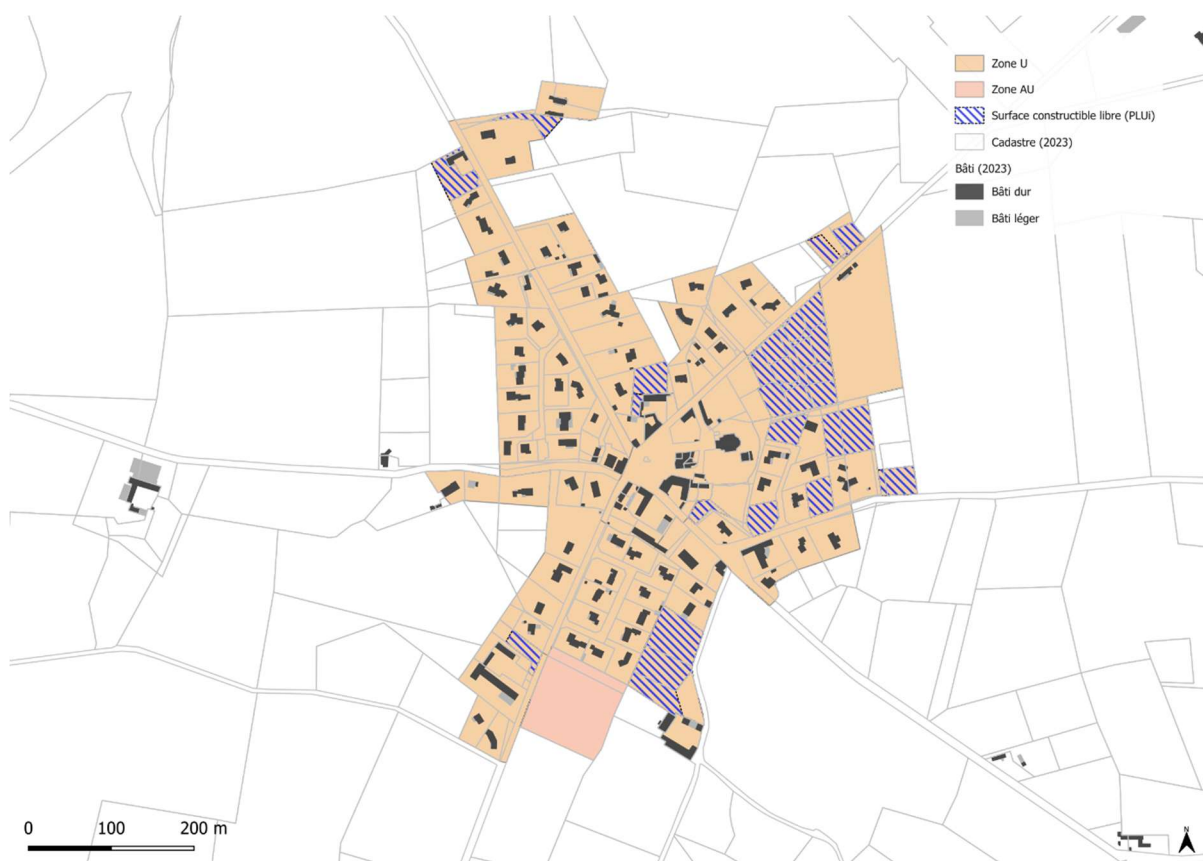 Zone U
Zone AU
Surface constructible libre (PLUi)
Cadastre (2023)
Bâti (2023)
Bâti dur
Bâti léger
0 100 200 m
N